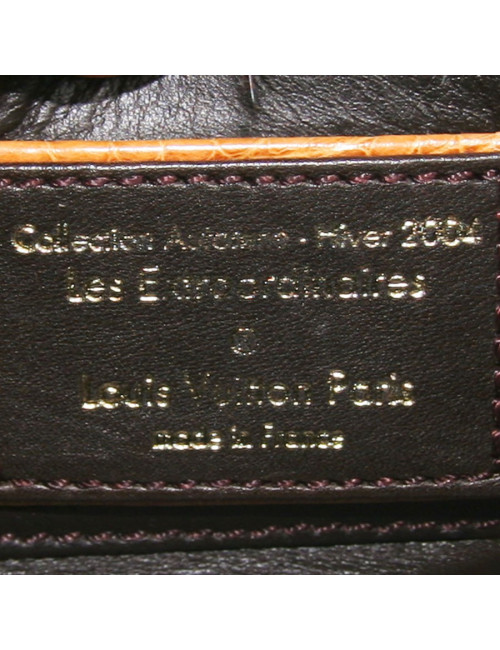 Collection Automne - Hiver 2004
Les Extraordinaires
Louis Vuitton Paris
made in France